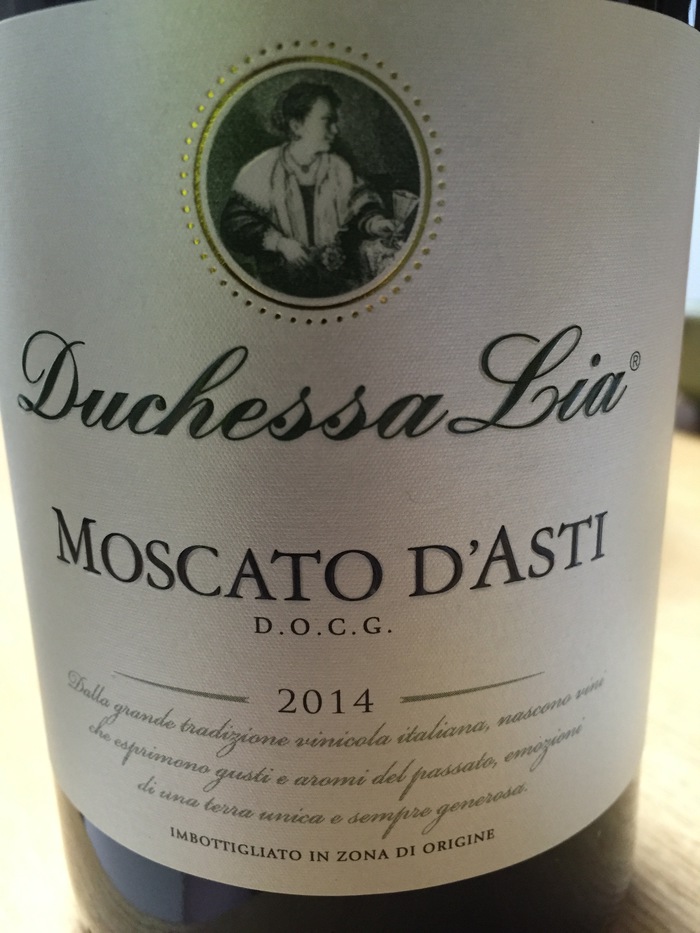 Duchessa Lia®
MOSCATO D'ASTI
D.O.C.G.
2014
Dalla grande tradizione vinicola italiana, nascono vini
che esprimono gusti e aromi del passato, emozioni
di una terra unica e sempre generosa.
IMBOTTIGLIATO IN ZONA DI ORIGINE